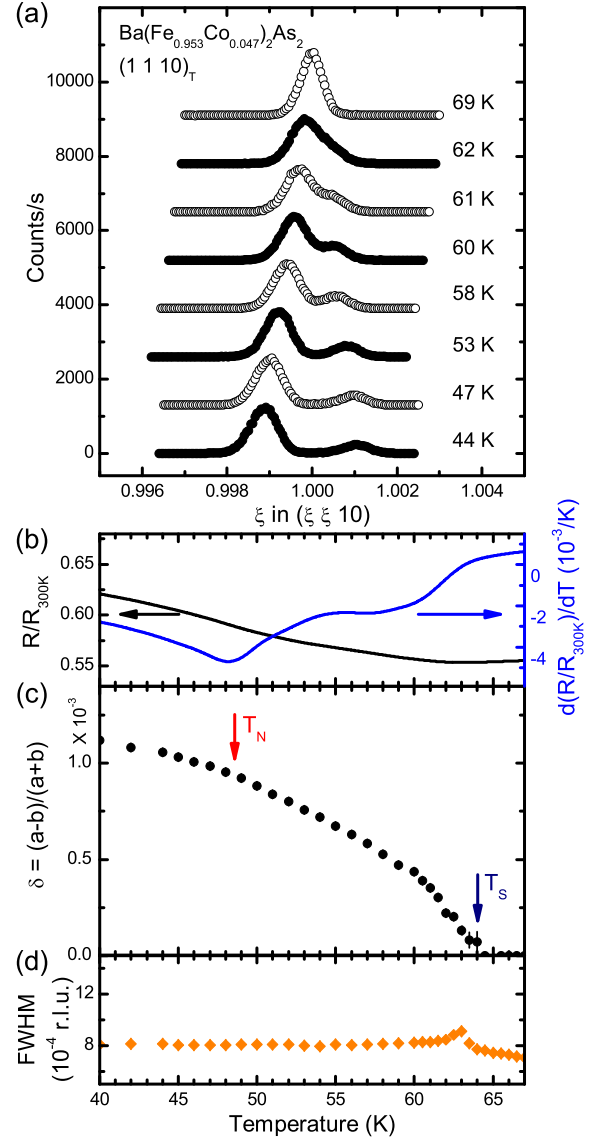 (a)
Ba(Fe0.953Co0.047)2As2
(1 1 10)T
Counts/s
10000
8000
6000
4000
2000
0
69 K
62 K
61 K
60 K
58 K
53 K
47 K
44 K
0.996 0.998 1.000 1.002 1.004
ξ in (ξ ξ 10)
(b)
R/R300K
0.65
0.60
0.55
0
-2
-4
d(R/R300K)/dT (10-3/K)
(c)
X 10-3
δ = (a-b)/(a+b)
1.0
0.5
0.0
TN
TS
(d)
FWHM
(10-4 r.l.u.)
12
8
4
40 45 50 55 60 65
Temperature (K)